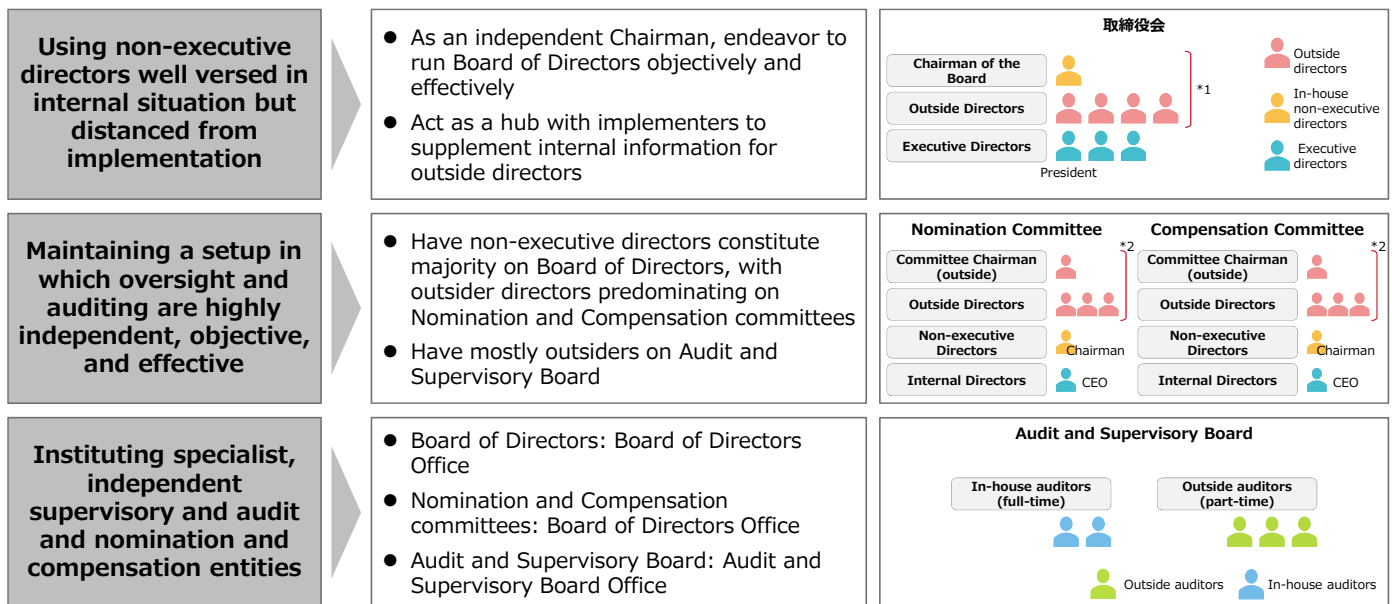 Using non-executive
directors well versed in
internal situation but
distanced from
implementation
● As an independent Chairman, endeavor to
run Board of Directors objectively and
effectively
● Act as a hub with implementers to
supplement internal information for
outside directors
取締役会
Chairman of the
Board
Outside Directors
Executive Directors
President
*1
Outside
directors
In-house
non-executive
directors
Executive
directors
Maintaining a setup in
which oversight and
auditing are highly
independent, objective,
and effective
● Have non-executive directors constitute
majority on Board of Directors, with
outsider directors predominating on
Nomination and Compensation committees
● Have mostly outsiders on Audit and
Supervisory Board
Nomination Committee
*2
Committee Chairman
(outside)
Outside Directors
Non-executive
Directors
Chairman
Internal Directors
CEO
Compensation Committee
*2
Committee Chairman
(outside)
Outside Directors
Non-executive
Directors
Chairman
Internal Directors
CEO
Instituting specialist,
independent
supervisory and audit
and nomination and
compensation entities
● Board of Directors: Board of Directors
Office
● Nomination and Compensation
committees: Board of Directors Office
● Audit and Supervisory Board: Audit and
Supervisory Board Office
Audit and Supervisory Board
In-house auditors
(full-time)
Outside auditors
(part-time)
Outside auditors
In-house auditors